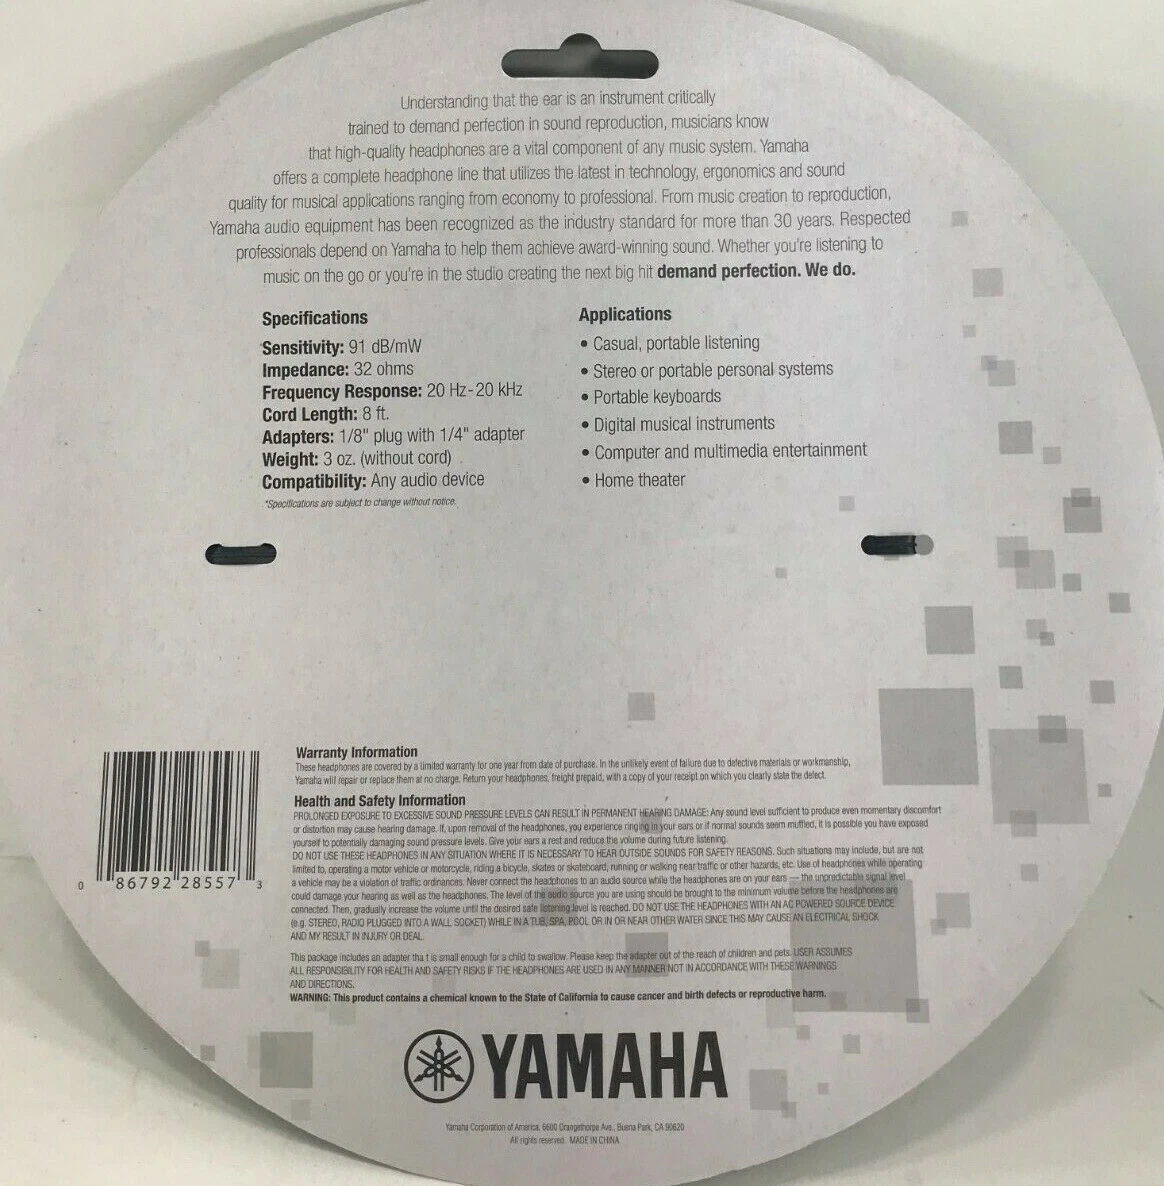 Understanding that the ear is an instrument critically
trained to demand perfection in sound reproduction, musicians know
that high-quality headphones are a vital component of any music system. Yamaha
offers a complete headphone line that utilizes the latest in technology, ergonomics and sound
quality for musical applications ranging from economy to professional. From music creation to reproduction,
Yamaha audio equipment has been recognized as the industry standard for more than 30 years. Respected
professionals depend on Yamaha to help them achieve award-winning sound. Whether you're listening to
music on the go or you're in the studio creating the next big hit demand perfection. We do.
Specifications
Sensitivity: 91 dB/mW
Impedance: 32 ohms
Frequency Response: 20 Hz-20 kHz
Cord Length: 8 ft.
Adapters: 1/8" plug with 1/4" adapter
Weight: 3 oz. (without cord)
Compatibility: Any audio device
*Specifications are subject to change without notice.
Applications
• Casual, portable listening
• Stereo or portable personal systems
• Portable keyboards
• Digital musical instruments
• Computer and multimedia entertainment
• Home theater
Warranty Information
These headphones are covered by a limited warranty for one year from date of purchase. In the unlikely event of failure due to defective materials or workmanship,
Yamaha will repair or replace them at no charge. Return your headphones, freight prepaid, with a copy of your receipt on which you clearly state the defect.
Health and Safety Information
PROLONGED EXPOSURE TO EXCESSIVE SOUND PRESSURE LEVELS CAN RESULT IN PERMANENT HEARING DAMAGE: Any sound level sufficient to produce even momentary discomfort
or distortion may cause hearing damage. If, upon removal of the headphones, you experience ringing in your ears or if normal sounds seem muffled, it is possible you have exposed
yourself to potentially damaging sound pressure levels. Give your ears a rest and reduce the volume during future listening.
DO NOT USE THESE HEADPHONES IN ANY SITUATION WHERE IT IS NECESSARY TO HEAR OUTSIDE SOUNDS FOR SAFETY REASONS. Such situations may include, but are not
limited to, operating a motor vehicle or motorcycle, riding a bicycle, skates or skateboard, running or walking near traffic or other hazards, etc. Use of headphones while operating
a vehicle may be a violation of traffic ordinances. Never connect the headphones to an audio source while the headphones are on your ears — the unpredictable signal level
could damage your hearing as well as the headphones. The level of the audio source you are using should be brought to the minimum volume before the headphones are
connected. Then, gradually increase the volume until the desired safe listening level is reached. DO NOT USE THE HEADPHONES WITH AN AC POWERED SOURCE DEVICE
(e.g. STEREO, RADIO PLUGGED INTO A WALL SOCKET) WHILE IN A TUB, SPA, POOL OR IN OR NEAR OTHER WATER SINCE THIS MAY CAUSE AN ELECTRICAL SHOCK
AND MY RESULT IN INJURY OR DEAL.
This package includes an adapter tha t is small enough for a child to swallow. Please keep the adapter out of the reach of children and pets. USER ASSUMES
ALL RESPONSIBILITY FOR HEALTH AND SAFETY RISKS IF THE HEADPHONES ARE USED IN ANY MANNER NOT IN ACCORDANCE WITH THESE WARNINGS
AND DIRECTIONS.
WARNING: This product contains a chemical known to the State of California to cause cancer and birth defects or reproductive harm.
0 86792 28557 3
YAMAHA
Yamaha Corporation of America, 6600 Orangethorpe Ave., Buena Park, CA 90620
All rights reserved. MADE IN CHINA